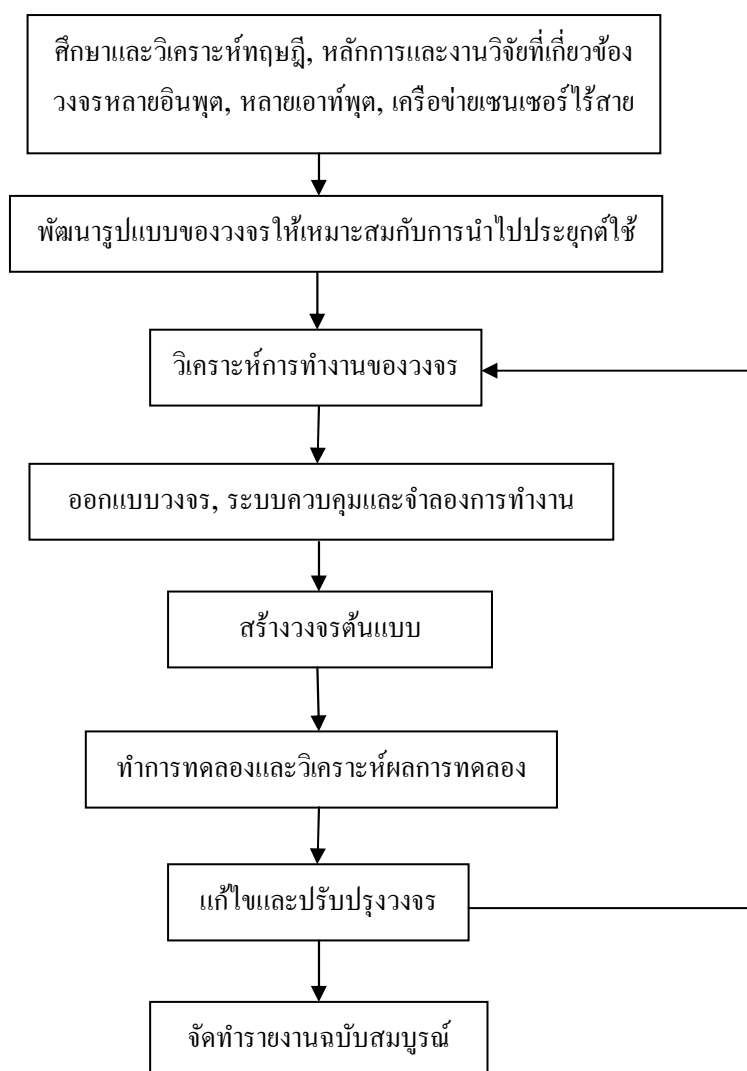 ศึกษาและวิเคราะห์ทฤษฎี, หลักการและงานวิจัยที่เกี่ยวข้อง
วงจรหลายอินพุต, หลายเอาท์พุต, เครือข่ายเซนเซอร์ไร้สาย
พัฒนารูปแบบของวงจรให้เหมาะสมกับการนำไปประยุกต์ใช้
วิเคราะห์การทำงานของวงจร
ออกแบบวงจร, ระบบควบคุมและจำลองการทำงาน
สร้างวงจรต้นแบบ
ทำการทดลองและวิเคราะห์ผลการทดลอง
แก้ไขและปรับปรุงวงจร
จัดทำรายงานฉบับสมบูรณ์